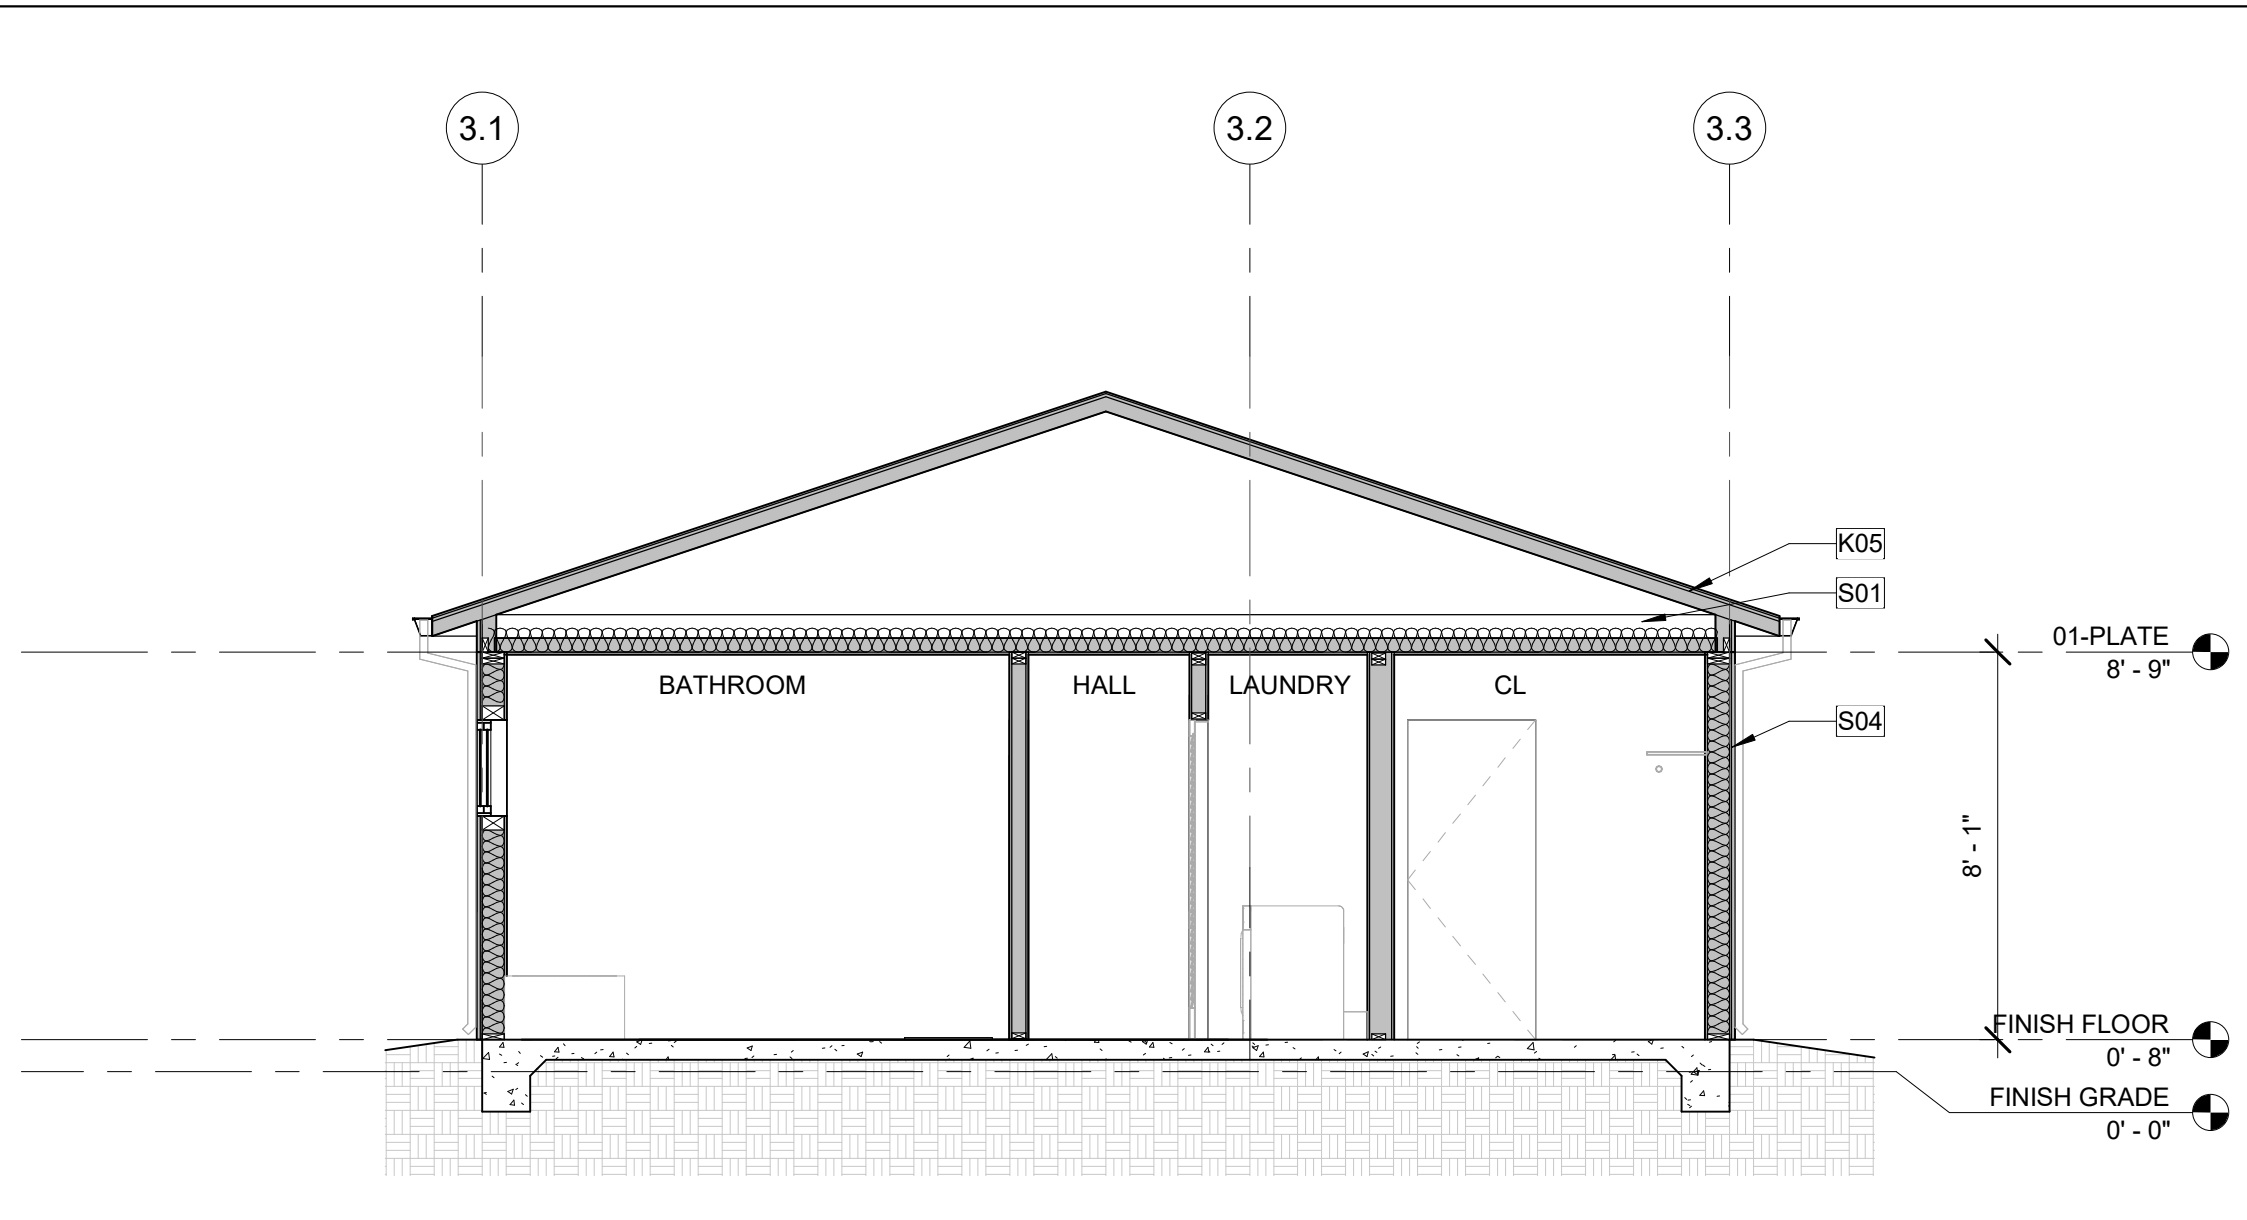 3.1
3.2
3.3
K05
S01
01-PLATE
8' - 9"
BATHROOM
HALL
LAUNDRY
CL
S04
8' - 1"
FINISH FLOOR
0' - 8"
FINISH GRADE
0' - 0"